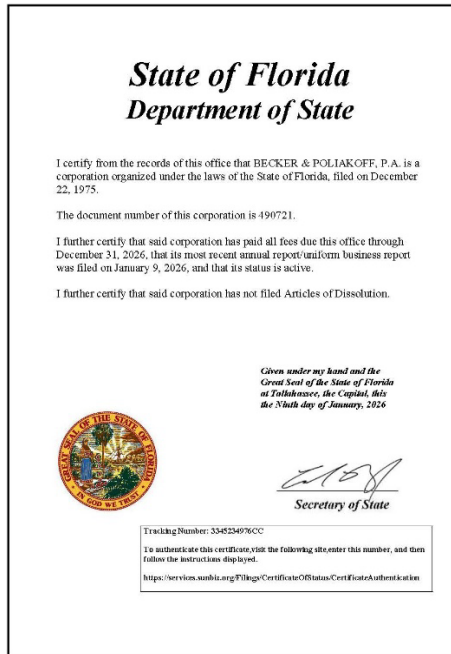 State of Florida
Department of State
I certify from the records of this office that BECKER & POLIAKOFF, P.A. is a
corporation organized under the laws of the State of Florida, filed on December
22, 1975.
The document number of this corporation is 490721.
I further certify that said corporation has paid all fees due this office through
December 31, 2026, that its most recent annual report/uniform business report
was filed on January 9, 2026, and that its status is active.
I further certify that said corporation has not filed Articles of Dissolution.
Given under my hand and the
Great Seal of the State of Florida
at Tallahassee, the Capital, this
the Ninth day of January, 2026
GREAT SEAL OF THE STATE OF FLORIDA
IN GOD WE TRUST
Secretary of State
Tracking Number: 3345234976CC
To authenticate this certificate,visit the following site,enter this number, and then
follow the instructions displayed.
https://services.sunbiz.org/Filings/CertificateOfStatus/CertificateAuthentication